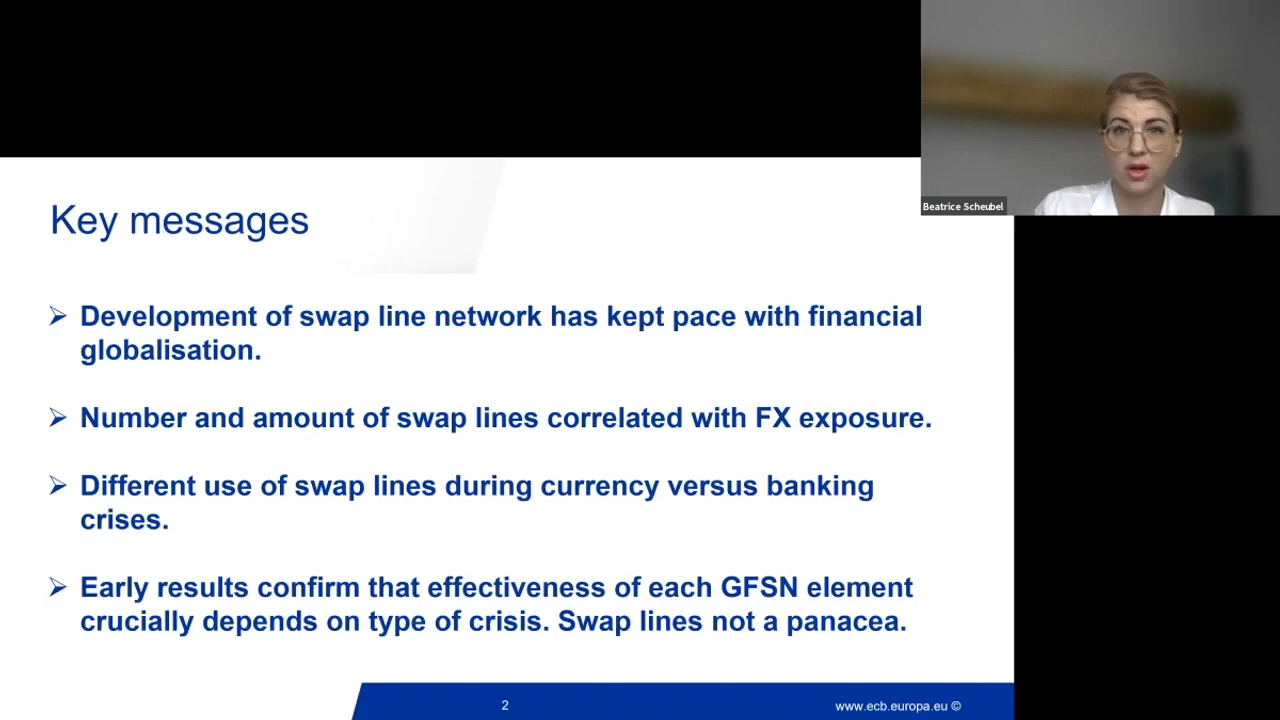 Beatrice Scheubel
Key messages
Development of swap line network has kept pace with financial
globalisation.
Number and amount of swap lines correlated with FX exposure.
Different use of swap lines during currency versus banking
crises.
Early results confirm that effectiveness of each GFSN element
crucially depends on type of crisis. Swap lines not a panacea.
2
www.ecb.europa.eu ©